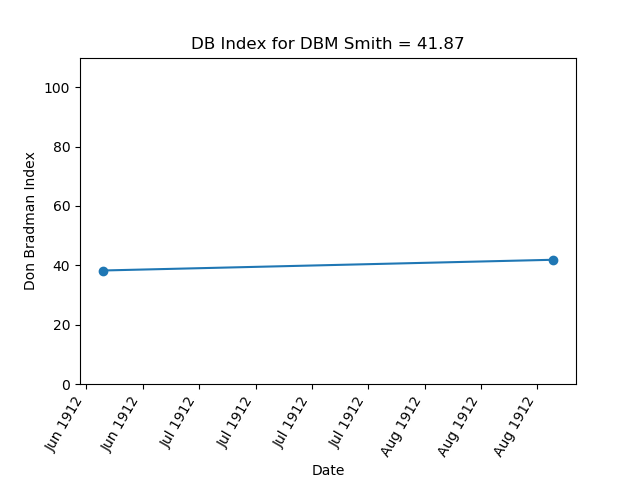 DB Index for DBM Smith = 41.87
100
80
60
40
20
0
Don Bradman Index
Jun 1912
Jun 1912
Jul 1912
Jul 1912
Jul 1912
Jul 1912
Aug 1912
Aug 1912
Aug 1912
Date